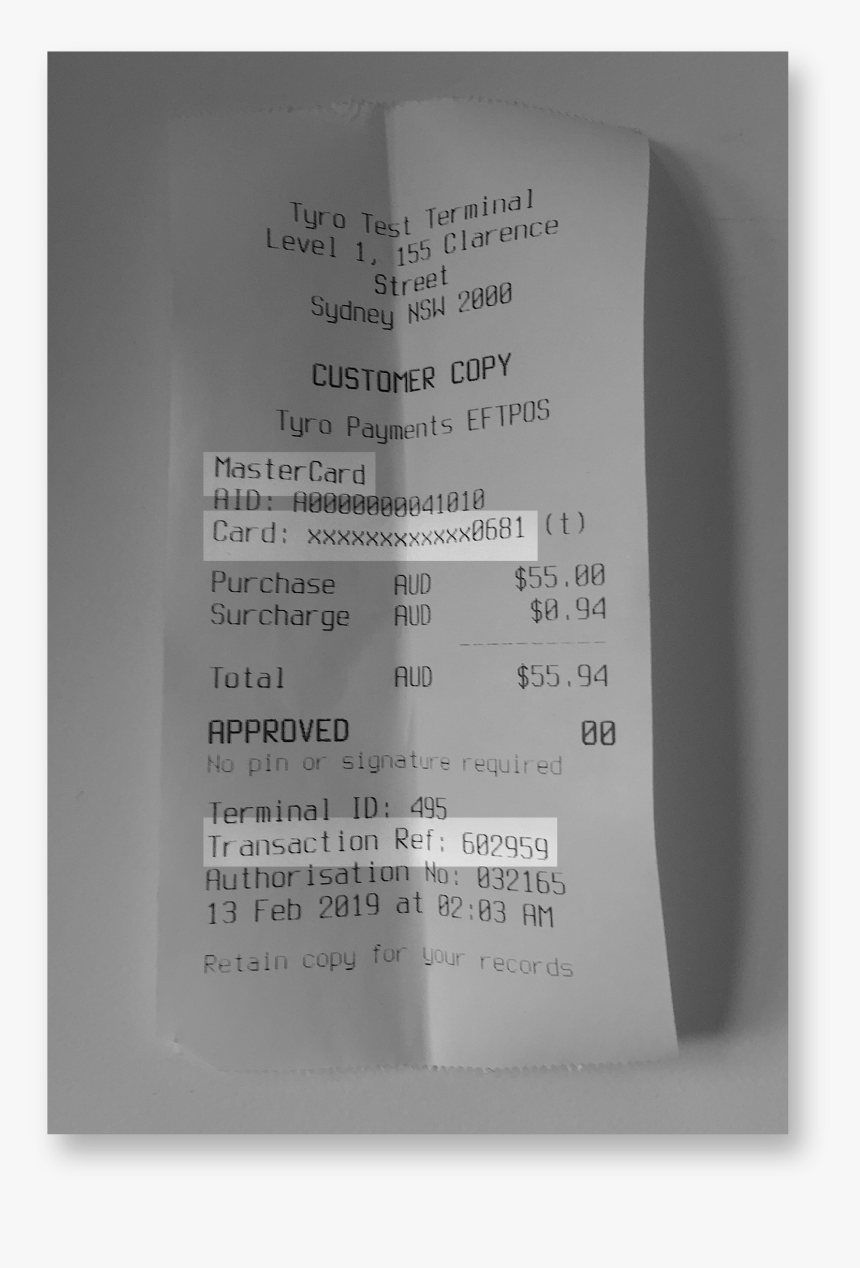 Tyro Test Terminal
Level 1, 155 Clarence
Street
Sydney NSW 2000
CUSTOMER COPY
Tyro Payments EFTPOS
MasterCard
AID: A0000000041010
Card: xxxxxxxxxxxx0681 (t)
Purchase AUD $55.00
Surcharge AUD $0.94
Total AUD $55.94
APPROVED 00
No pin or signature required
Terminal ID: 495
Transaction Ref: 602959
Authorisation No: 032165
13 Feb 2019 at 02:03 AM
Retain copy for your records